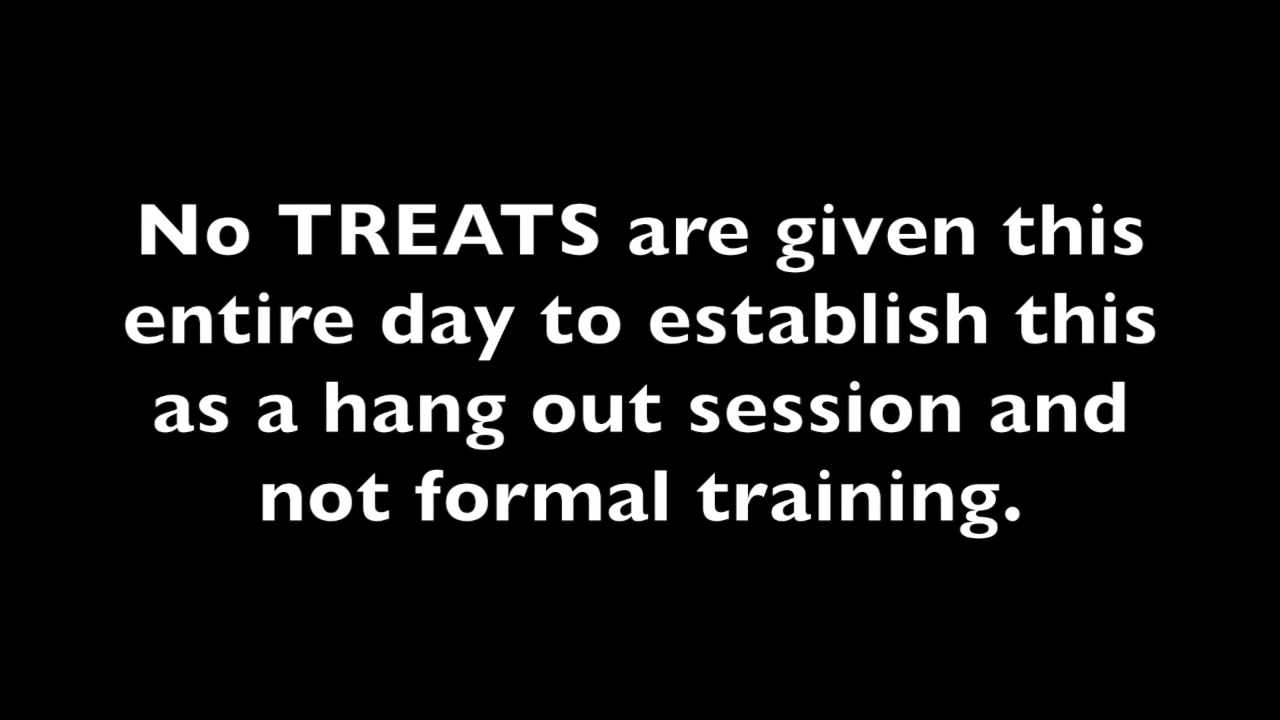 No TREATS are given this
entire day to establish this
as a hang out session and
not formal training.